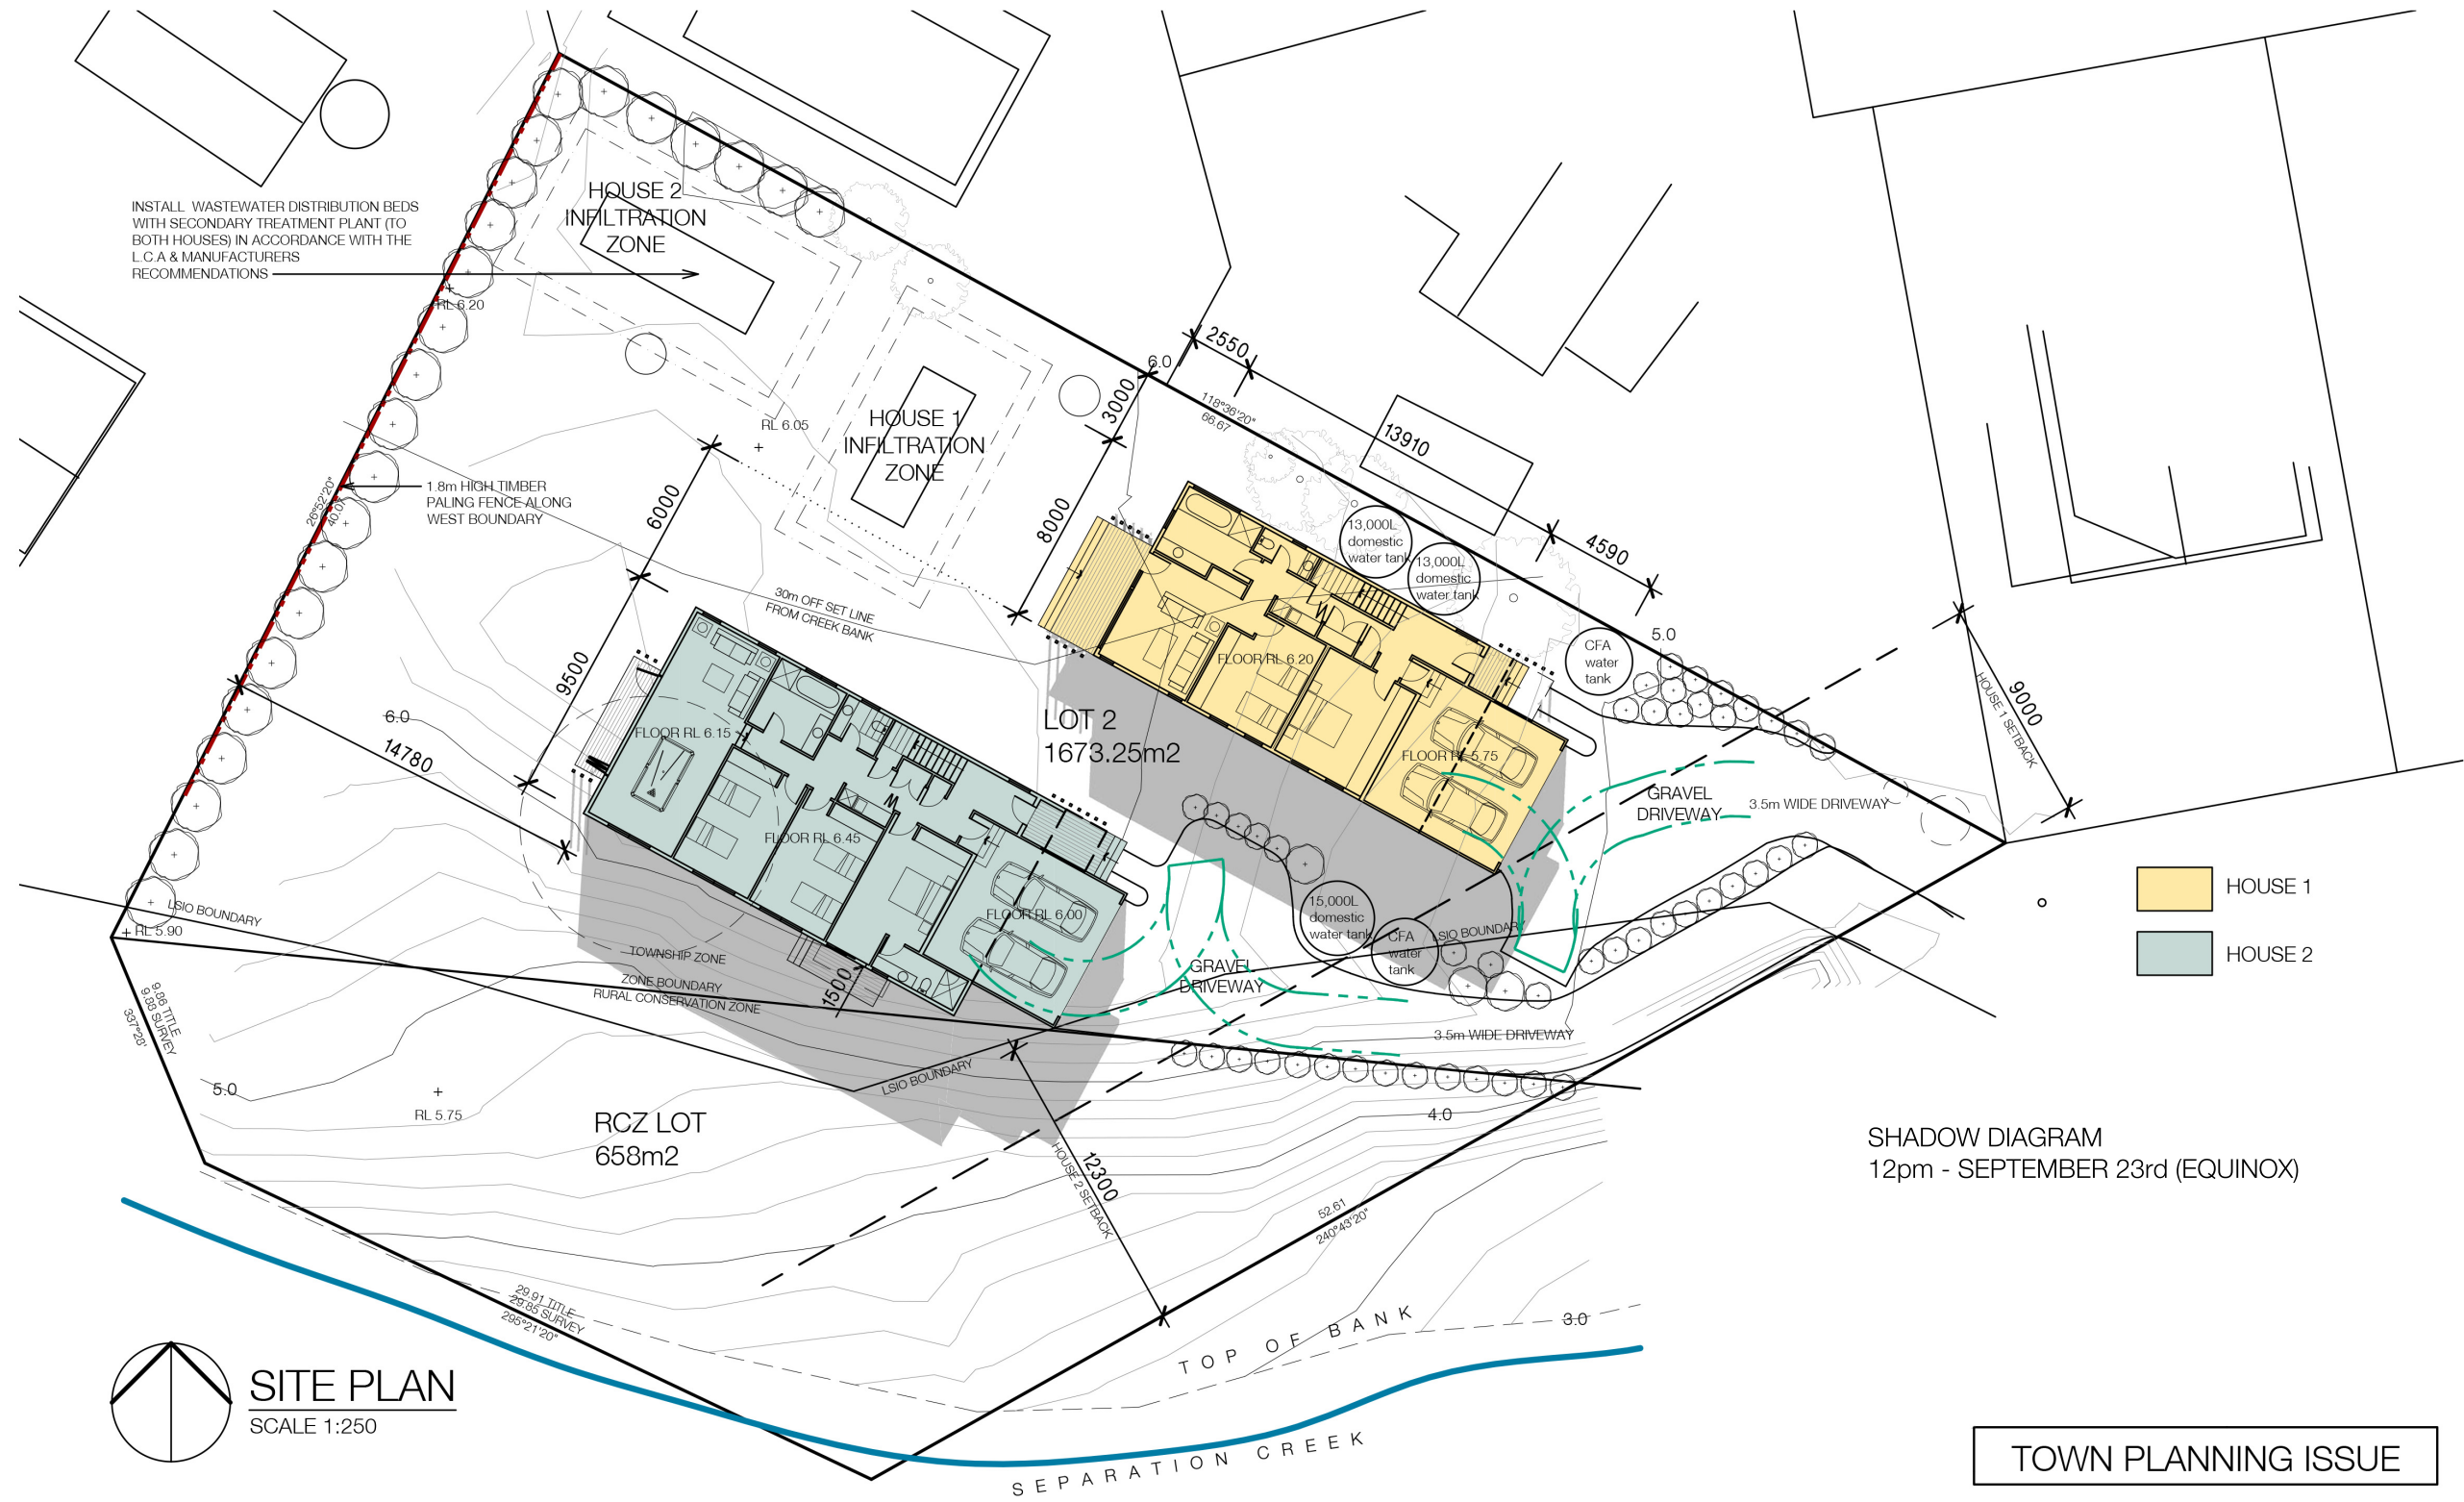 INSTALL WASTEWATER DISTRIBUTION BEDS
WITH SECONDARY TREATMENT PLANT (TO
BOTH HOUSES) IN ACCORDANCE WITH THE
L.C.A & MANUFACTURERS
RECOMMENDATIONS
HOUSE 2
INFILTRATION
ZONE
RL 6.20
HOUSE 1
INFILTRATION
ZONE
RL 6.05
1.8m HIGH TIMBER
PALING FENCE ALONG
WEST BOUNDARY
26°52'20"
40.07
6.0
2550
3000
118°36'20"
66.67
13910
4590
6000
8000
9500
30m OFF SET LINE
FROM CREEK BANK
13,000L
domestic
water tank
13,000L
domestic
water tank
CFA
water
tank
5.0
9000
HOUSE 1 SETBACK
FLOOR RL 6.20
FLOOR RL 5.75
LOT 2
1673.25m2
6.0
14780
FLOOR RL 6.15
FLOOR RL 6.45
FLOOR RL 6.00
GRAVEL
DRIVEWAY
3.5m WIDE DRIVEWAY
15,000L
domestic
water tank
CFA
water
tank
LSIO BOUNDARY
GRAVEL
DRIVEWAY
3.5m WIDE DRIVEWAY
LSIO BOUNDARY
RL 5.90
TOWNSHIP ZONE
ZONE BOUNDARY
RURAL CONSERVATION ZONE
1500
LSIO BOUNDARY
9.86 TITLE
9.88 SURVEY
337°28'
5.0
RL 5.75
RCZ LOT
658m2
4.0
12300
HOUSE 2 SETBACK
52.61
240°43'20"
29.91 TITLE
29.85 SURVEY
295°21'20"
TOP OF BANK
3.0
SEPARATION CREEK
HOUSE 1
HOUSE 2
SHADOW DIAGRAM
12pm - SEPTEMBER 23rd (EQUINOX)
SITE PLAN
SCALE 1:250
TOWN PLANNING ISSUE